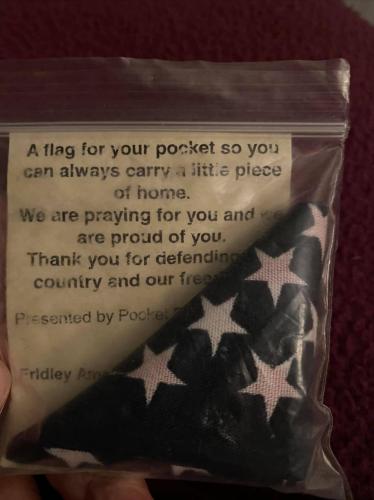 A flag for your pocket so you
can always carry a little piece
of home.
We are praying for you and we
are proud of you.
Thank you for defending
country and our
Presented by Pocket
Fridley